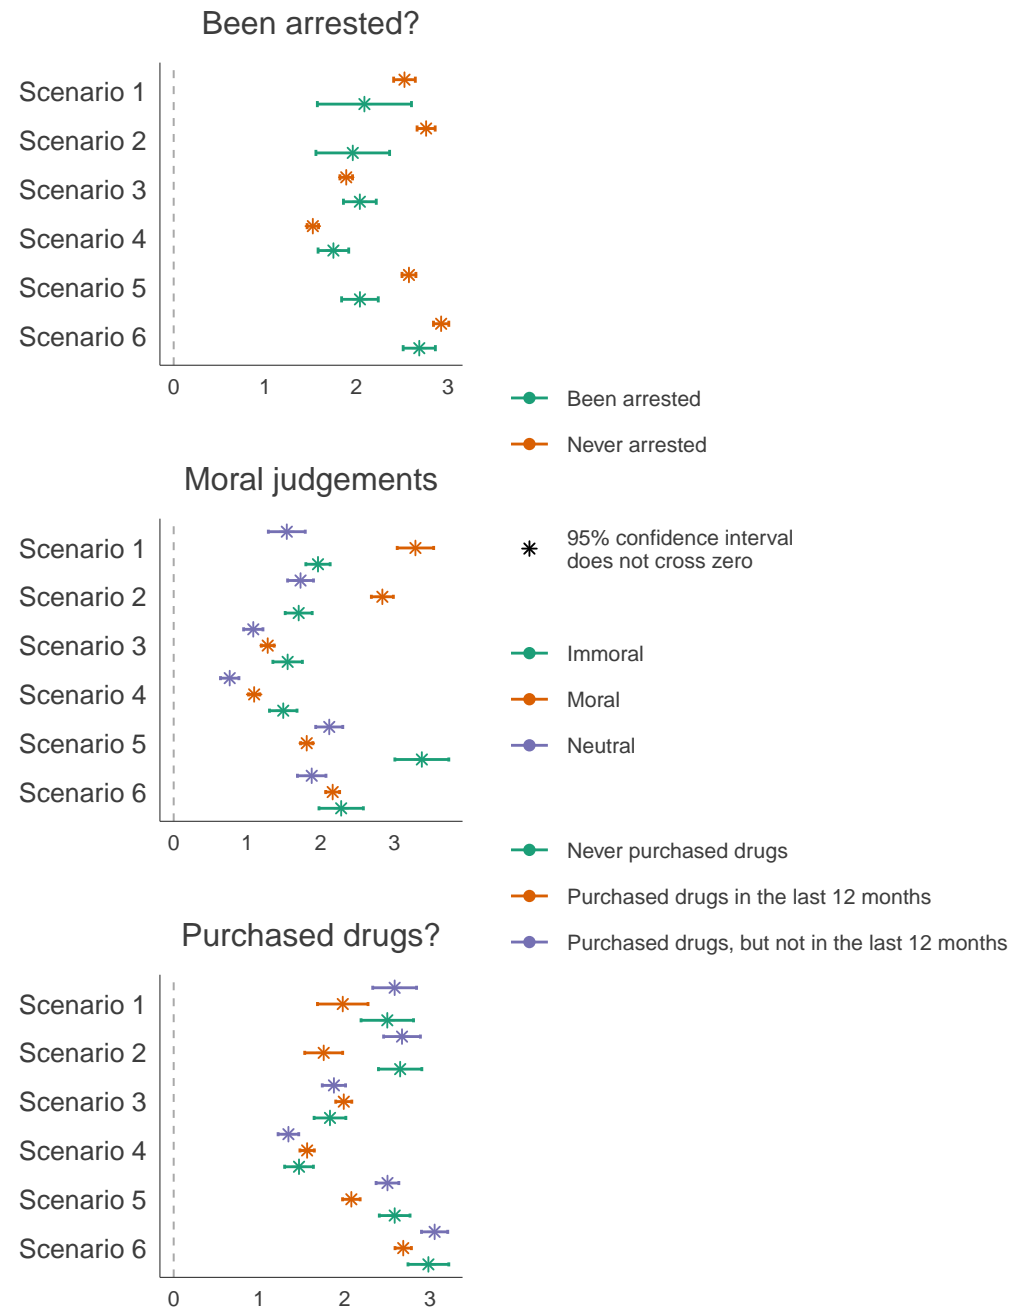 Been arrested?
Scenario 1
Scenario 2
Scenario 3
Scenario 4
Scenario 5
Scenario 6
0 1 2 3
Moral judgements
Scenario 1
Scenario 2
Scenario 3
Scenario 4
Scenario 5
Scenario 6
0 1 2 3
Purchased drugs?
Scenario 1
Scenario 2
Scenario 3
Scenario 4
Scenario 5
Scenario 6
0 1 2 3
Been arrested
Never arrested
95% confidence interval
does not cross zero
Immoral
Moral
Neutral
Never purchased drugs
Purchased drugs in the last 12 months
Purchased drugs, but not in the last 12 months